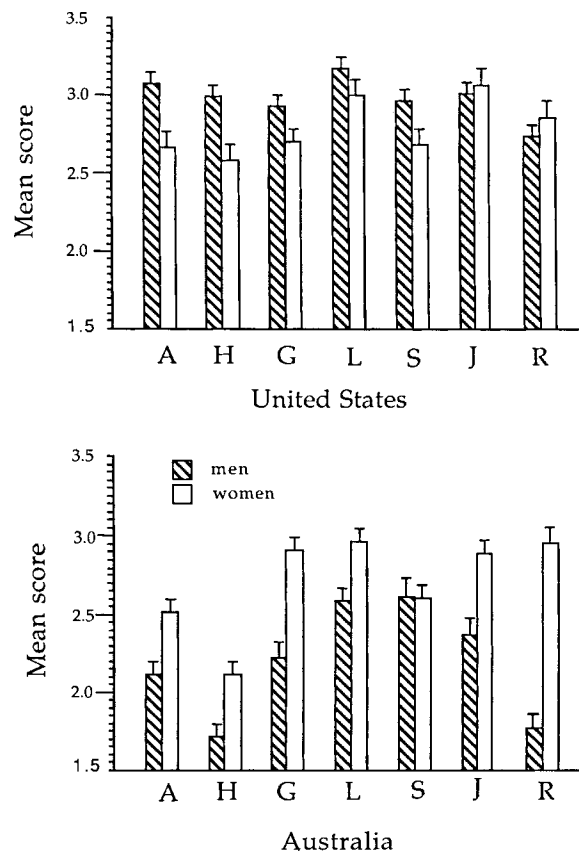 3.5
3.0
2.5
2.0
1.5
Mean score
A H G L S J R
United States
3.5
3.0
2.5
2.0
1.5
Mean score
men
women
A H G L S J R
Australia